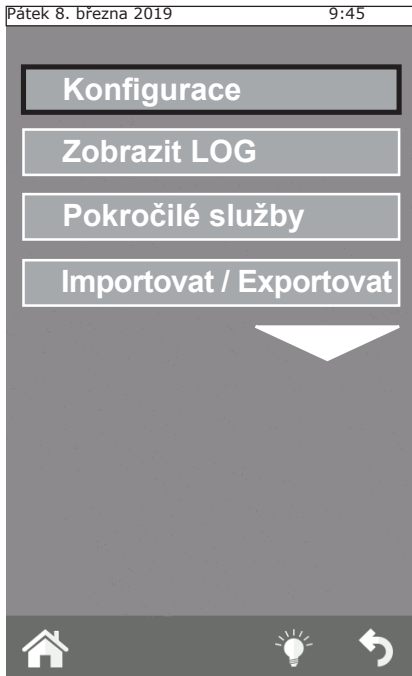 Pátek 8. března 2019 9:45
Konfigurace
Zobrazit LOG
Pokročilé služby
Importovat / Exportovat